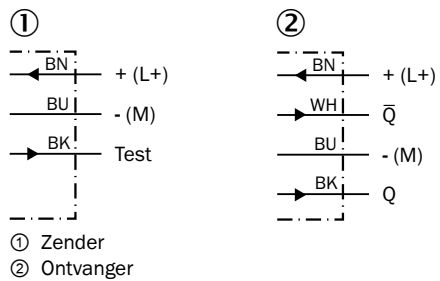 ①
BN + (L+)
BU - (M)
BK Test
②
BN + (L+)
WH Q̅
BU - (M)
BK Q
① Zender
② Ontvanger